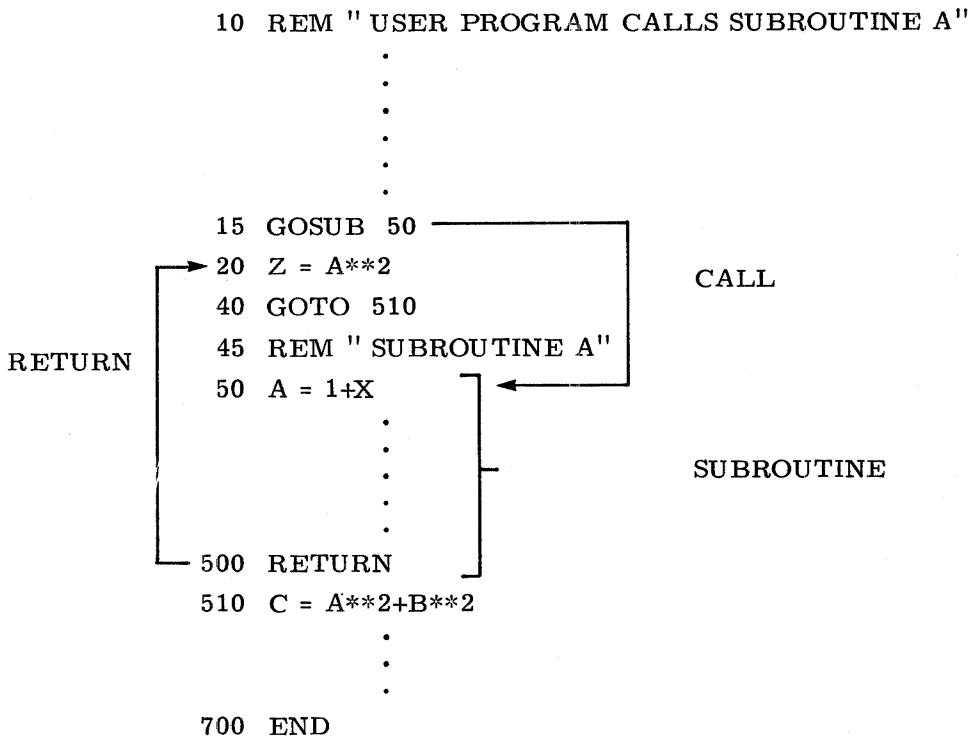 10 REM " USER PROGRAM CALLS SUBROUTINE A"
.
.
.
.
.
.
15 GOSUB 50
20 Z = A**2
CALL
40 GOTO 510
45 REM " SUBROUTINE A"
RETURN
50 A = 1+X
.
.
.
.
.
SUBROUTINE
500 RETURN
510 C = A**2+B**2
.
.
.
700 END